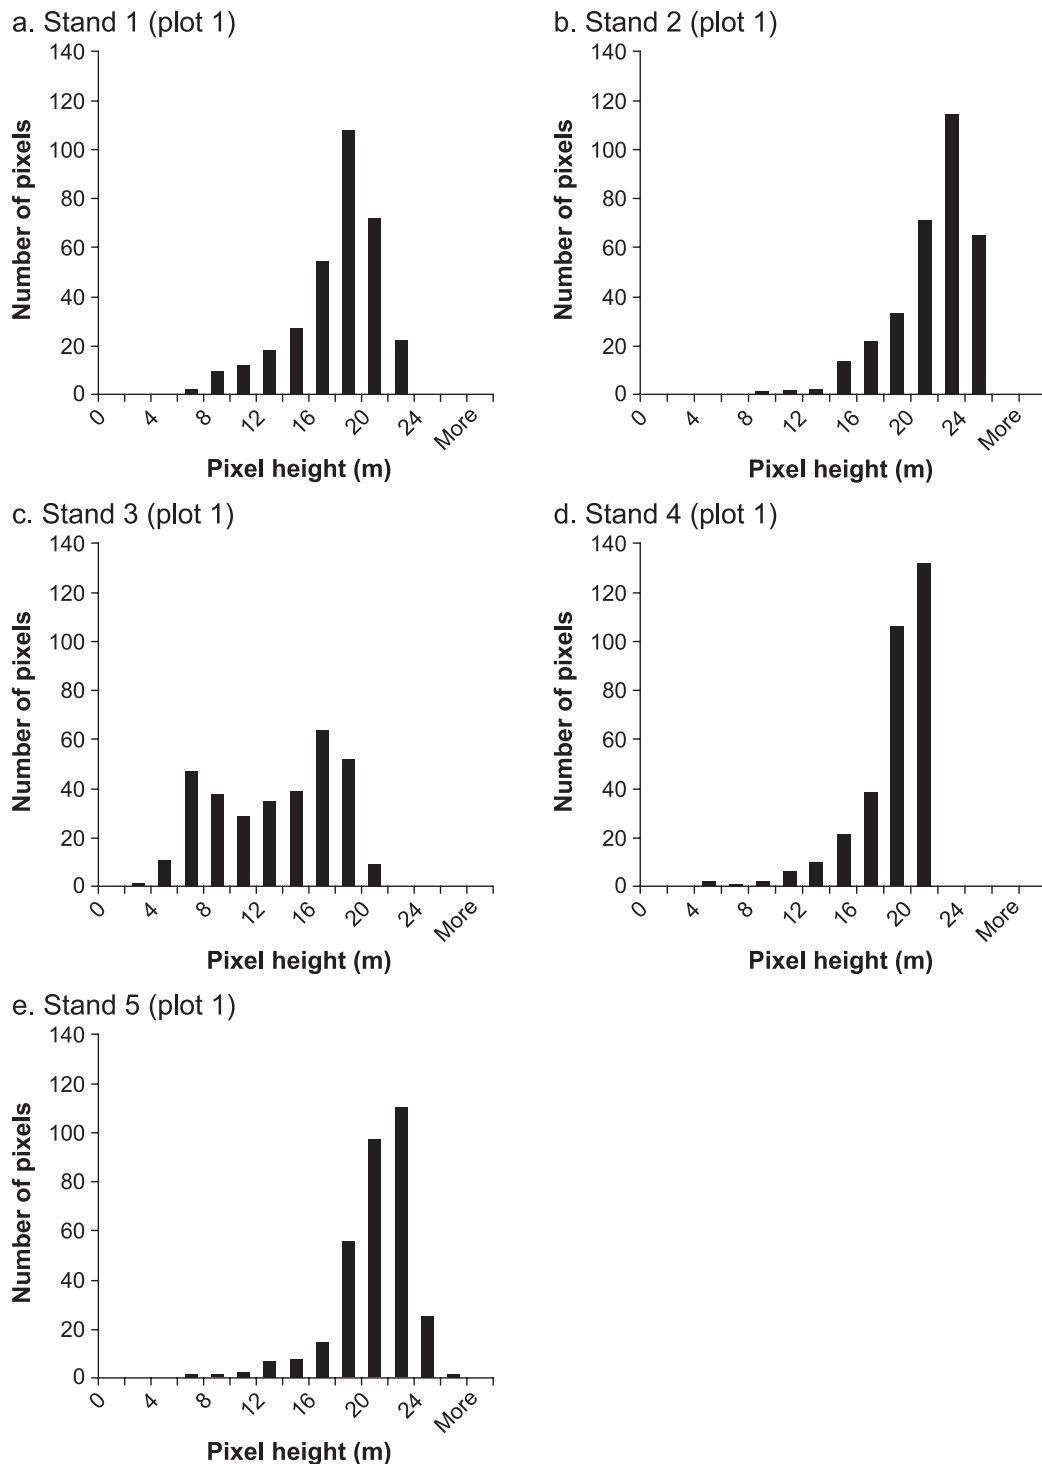 a. Stand 1 (plot 1)
140
120
100
80
60
40
20
0
Number of pixels
0 4 8 12 16 20 24 More
Pixel height (m)
b. Stand 2 (plot 1)
140
120
100
80
60
40
20
0
Number of pixels
0 4 8 12 16 20 24 More
Pixel height (m)
c. Stand 3 (plot 1)
140
120
100
80
60
40
20
0
Number of pixels
0 4 8 12 16 20 24 More
Pixel height (m)
d. Stand 4 (plot 1)
140
120
100
80
60
40
20
0
Number of pixels
0 4 8 12 16 20 24 More
Pixel height (m)
e. Stand 5 (plot 1)
140
120
100
80
60
40
20
0
Number of pixels
0 4 8 12 16 20 24 More
Pixel height (m)